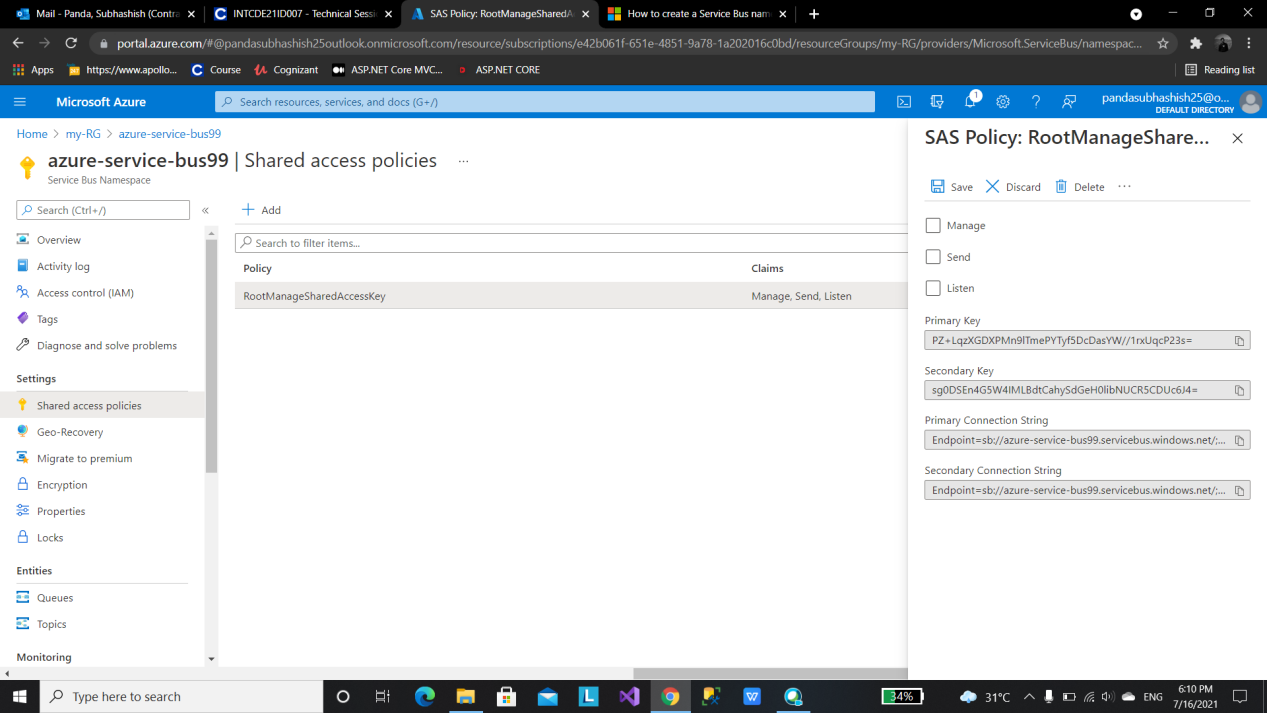 Mail - Panda, Subhashish (Contra
INTCDE21ID007 - Technical Sessi
SAS Policy: RootManageSharedA
How to create a Service Bus nam
portal.azure.com/#@pandasubhashish25outlook.onmicrosoft.com/resource/subscriptions/e42b061f-651e-4851-9a78-1a202016c0bd/resourceGroups/my-RG/providers/Microsoft.ServiceBus/namespac...
Apps
https://www.apollo...
Course
Cognizant
ASP.NET Core MVC...
ASP.NET CORE
Reading list
Microsoft Azure
Search resources, services, and docs (G+/)
1
pandasubhashish25@o...
DEFAULT DIRECTORY
Home > my-RG > azure-service-bus99
azure-service-bus99 | Shared access policies ...
Service Bus Namespace
Search (Ctrl+/)
Overview
Activity log
Access control (IAM)
Tags
Diagnose and solve problems
Settings
Shared access policies
Geo-Recovery
Migrate to premium
Encryption
Properties
Locks
Entities
Queues
Topics
Monitoring
Add
Search to filter items...
Policy Claims
RootManageSharedAccessKey Manage, Send, Listen
SAS Policy: RootManageShare...
Save Discard Delete ...
Manage
Send
Listen
Primary Key
Secondary Key
Primary Connection String
Endpoint=sb://azure-service-bus99.servicebus.windows.net/;...
Secondary Connection String
Endpoint=sb://azure-service-bus99.servicebus.windows.net/;...
Type here to search
34%
31°C
ENG
6:10 PM
7/16/2021